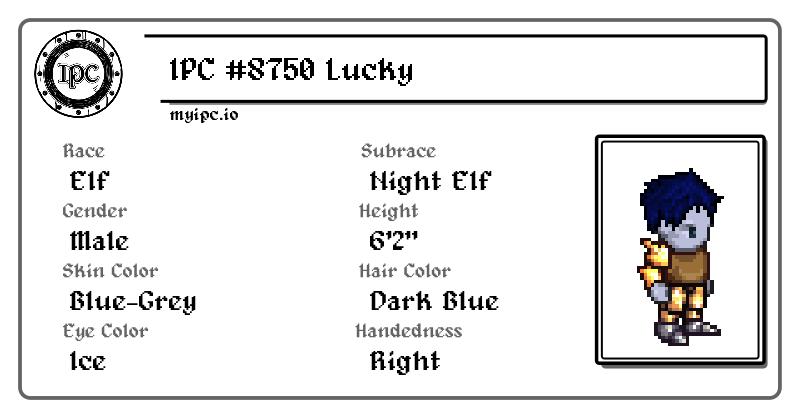 IPC
IPC #8750 Lucky
myipc.io
Race
Elf
Subrace
Night Elf
Gender
Male
Height
6'2"
Skin Color
Blue-Grey
Hair Color
Dark Blue
Eye Color
Ice
Handedness
Right